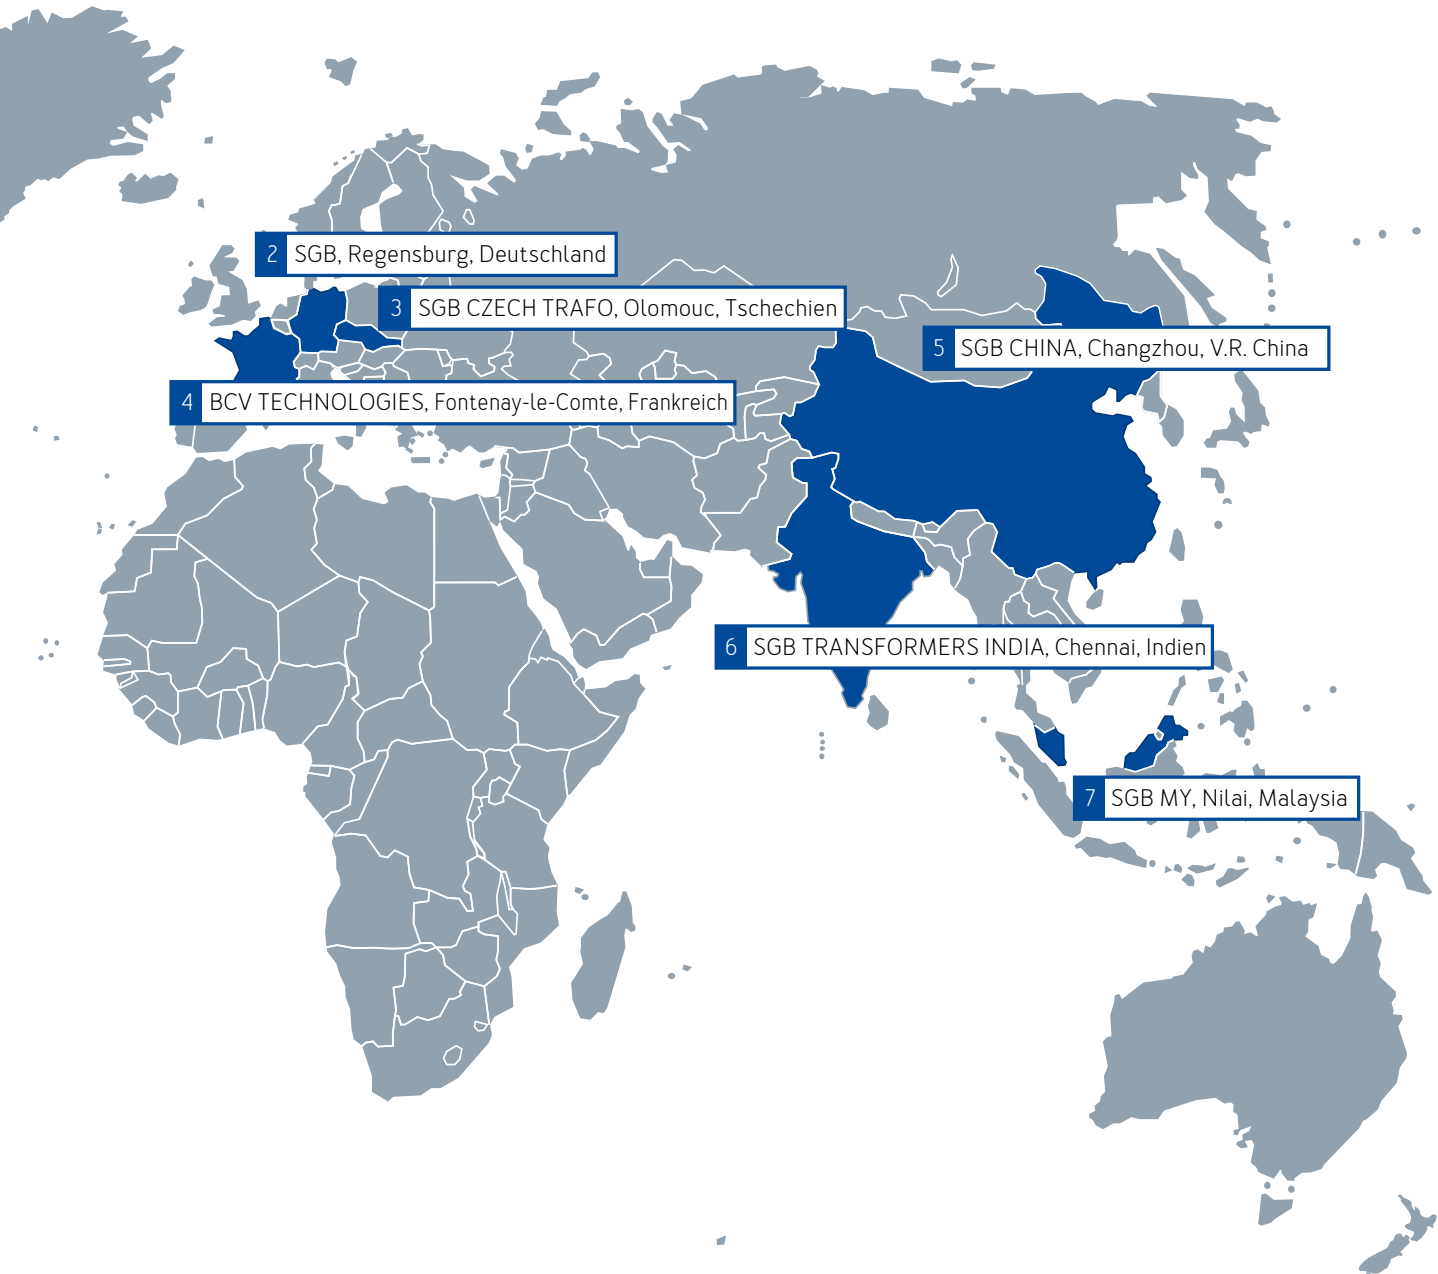 2 SGB, Regensburg, Deutschland
3 SGB CZECH TRAFO, Olomouc, Tschechien
5 SGB CHINA, Changzhou, V.R. China
4 BCV TECHNOLOGIES, Fontenay-le-Comte, Frankreich
6 SGB TRANSFORMERS INDIA, Chennai, Indien
7 SGB MY, Nilai, Malaysia